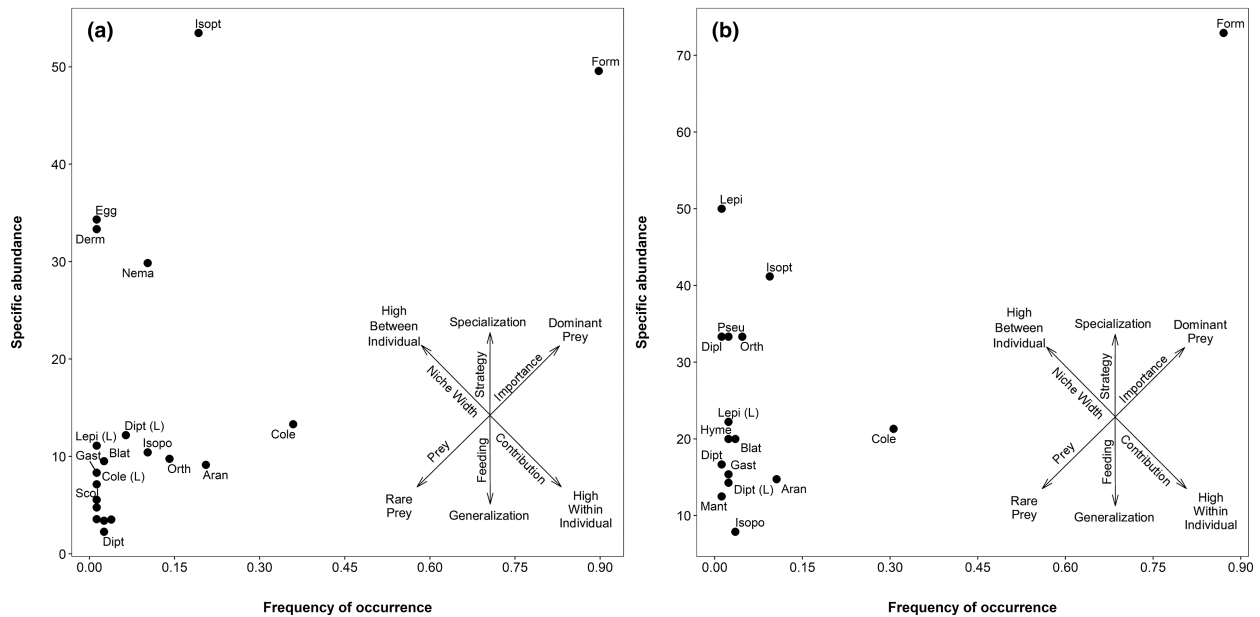 (a)
Isopt
Form
Egg
Derm
Nema
Dipt (L)
Lepi (L)
Isopo
Cole
Gast
Blat
Orth
Aran
Cole (L)
Sco
Dipt
High
Between
Individual
Specialization
Dominant
Prey
Niche Width
Strategy
Importance
Prey
Feeding
Contribution
Rare
Prey
Generalization
High
Within
Individual
50
40
30
20
10
0
0.00 0.15 0.30 0.45 0.60 0.75 0.90
Specific abundance
Frequency of occurrence
(b)
Form
Lepi
Isopt
Pseu
Dipl
Orth
Lepi (L)
Hyme
Blat
Cole
Dipt
Gast
Dipt (L)
Aran
Mant
Isopo
High
Between
Individual
Specialization
Dominant
Prey
Niche Width
Strategy
Importance
Prey
Feeding
Contribution
Rare
Prey
Generalization
High
Within
Individual
70
60
50
40
30
20
10
0.00 0.15 0.30 0.45 0.60 0.75 0.90
Specific abundance
Frequency of occurrence